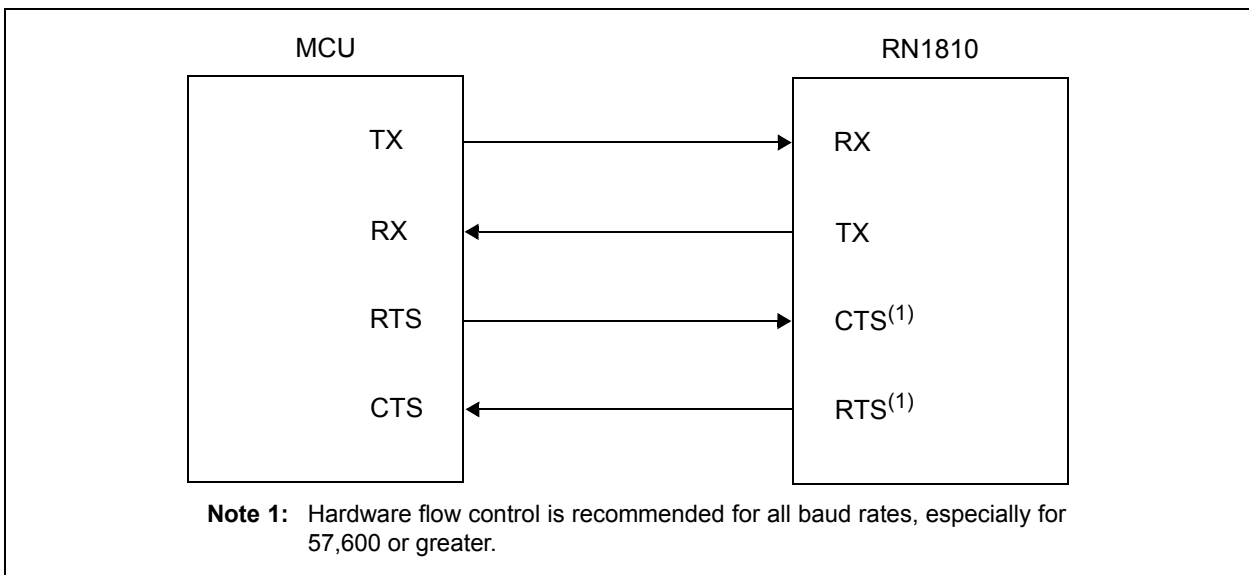 MCU
RN1810
TX
RX
RX
TX
RTS
CTS(1)
CTS
RTS(1)
Note 1: Hardware flow control is recommended for all baud rates, especially for
57,600 or greater.